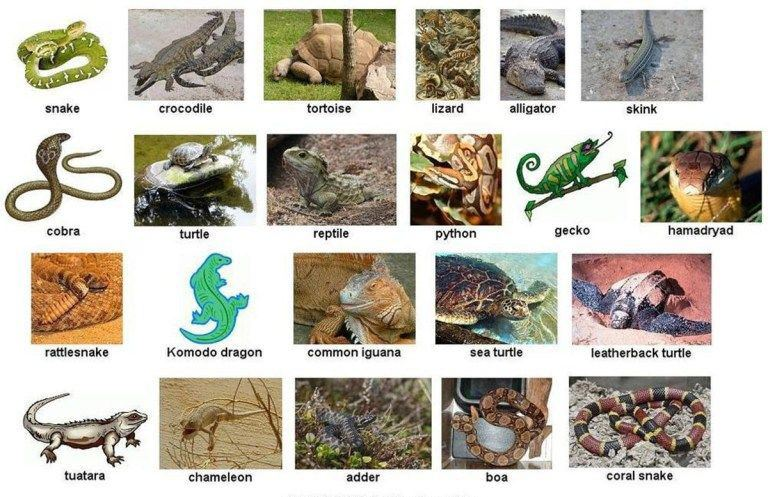 snake
crocodile
tortoise
lizard
alligator
skink
cobra
turtle
reptile
python
gecko
hamadryad
rattlesnake
Komodo dragon
common iguana
sea turtle
leatherback turtle
tuatara
chameleon
adder
boa
coral snake